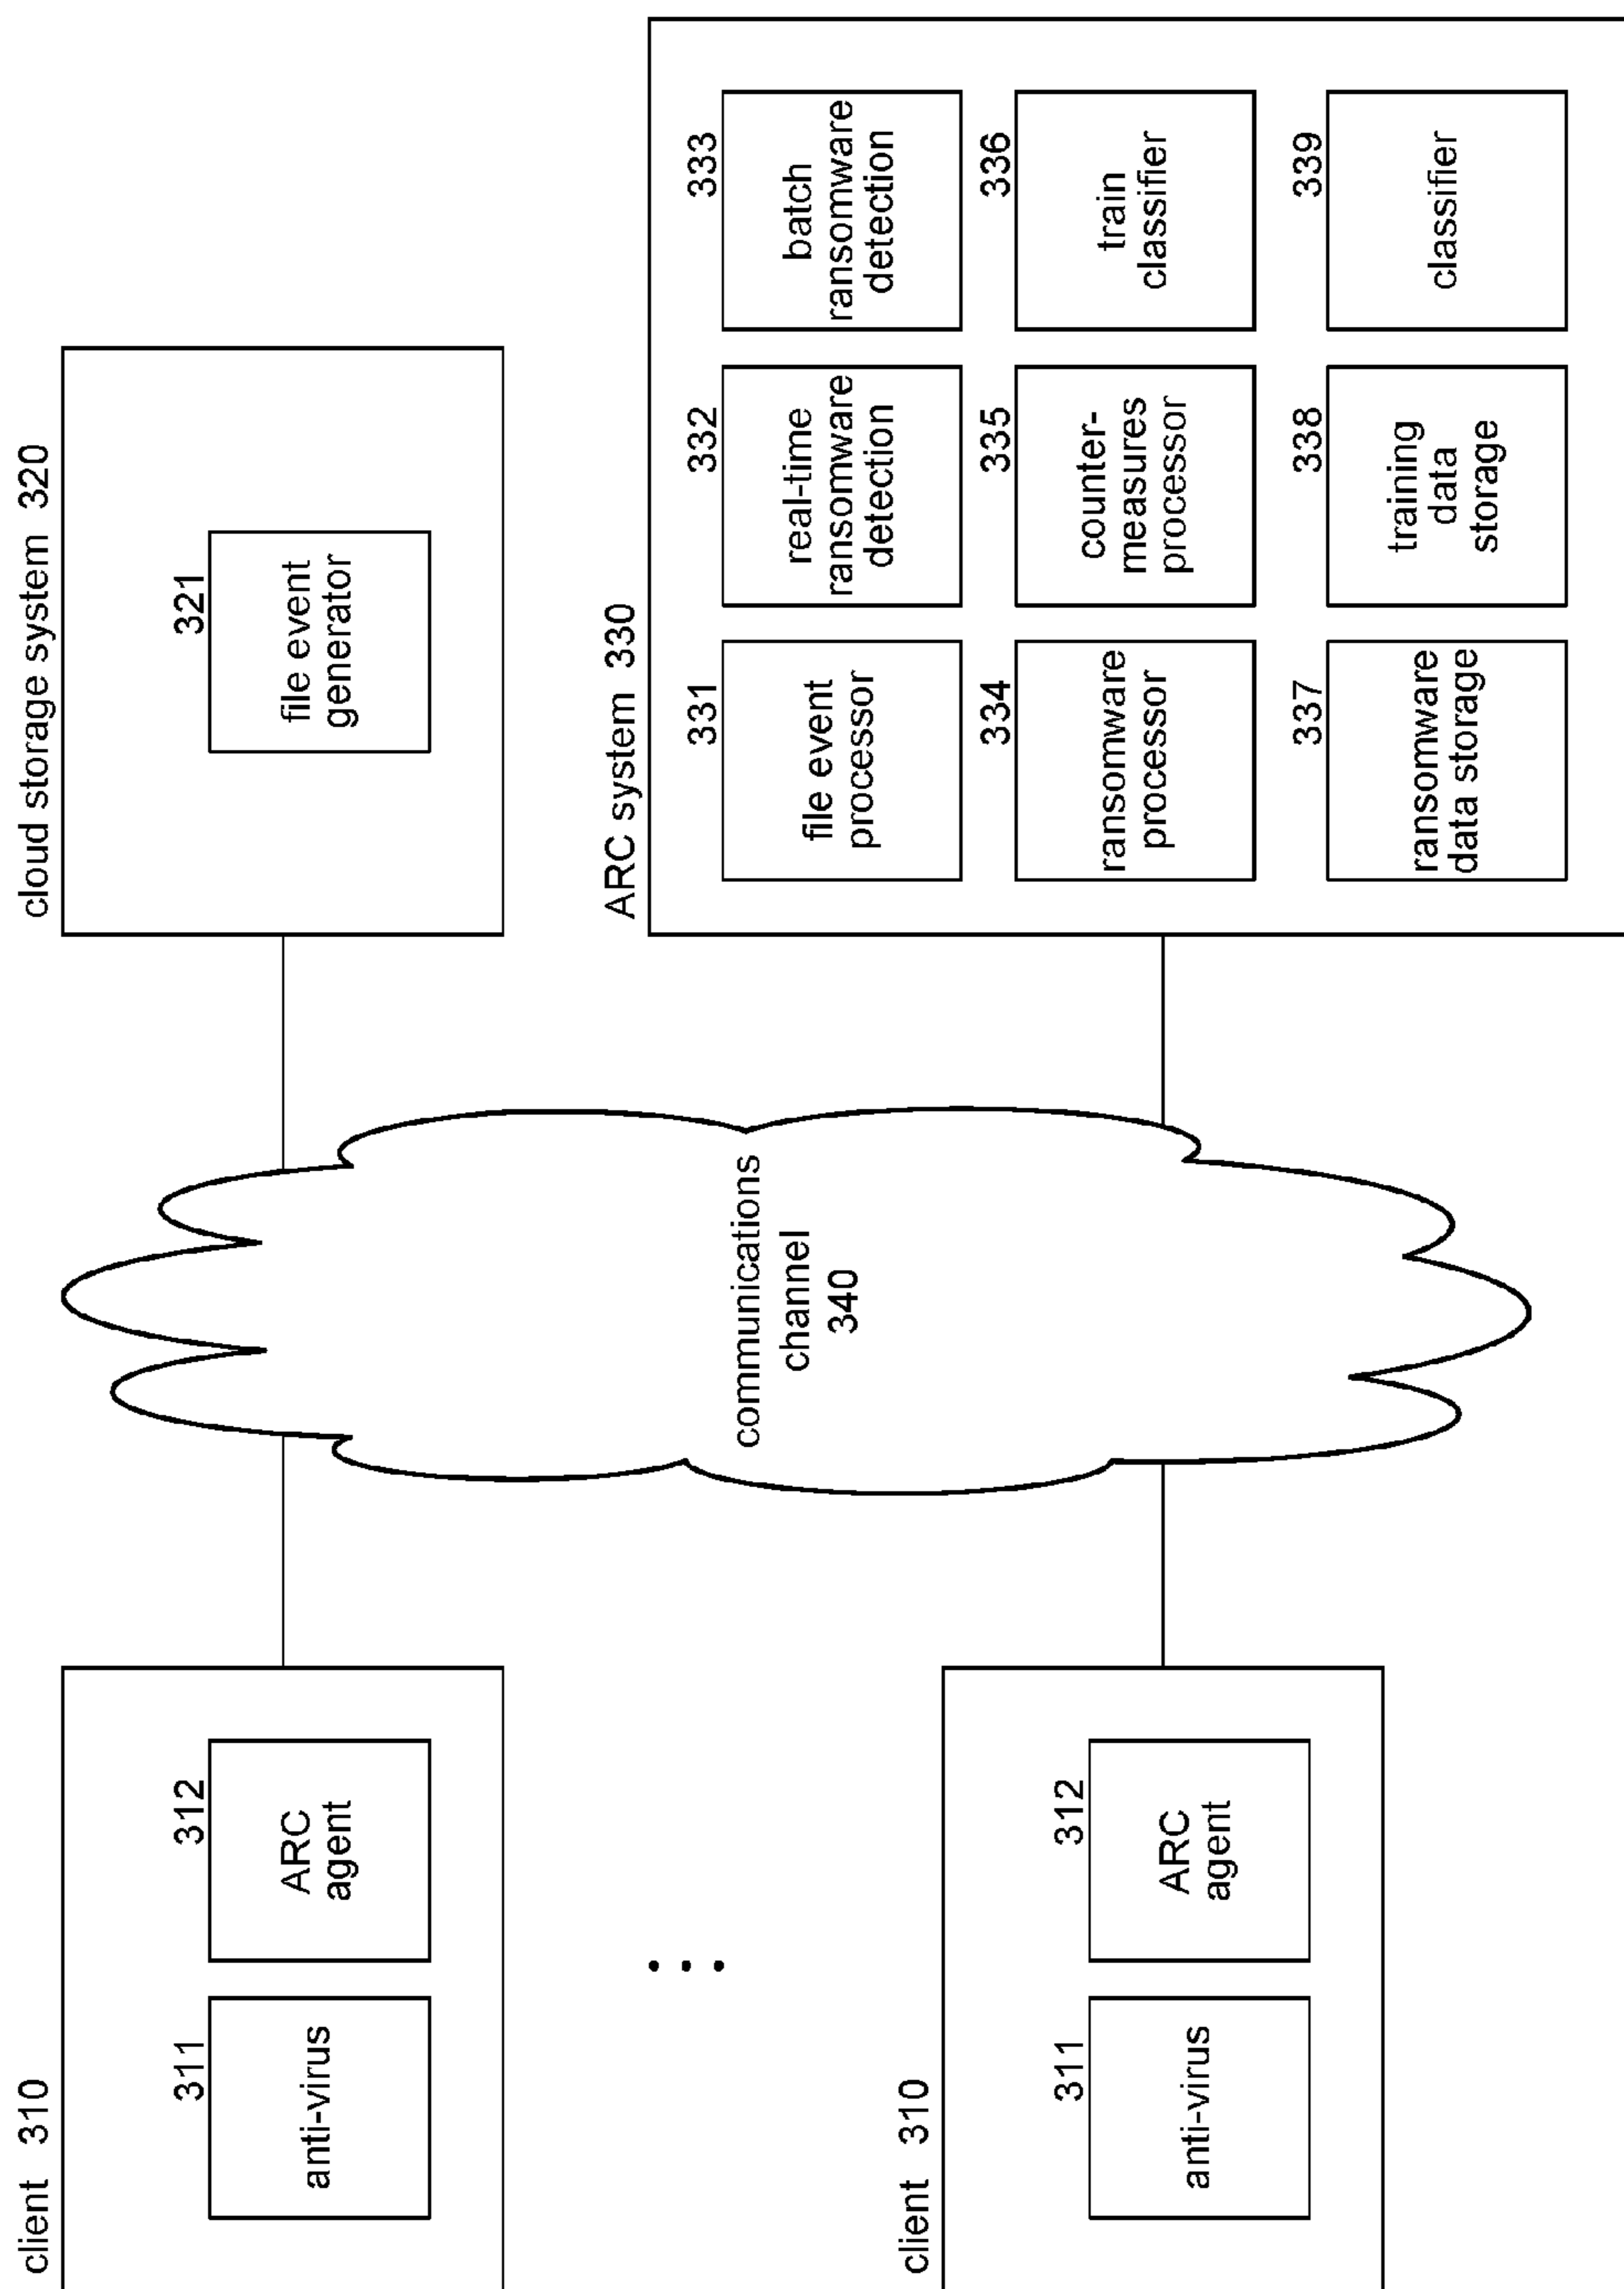 client 310
311
anti-virus
312
ARC
agent
...
client 310
311
anti-virus
312
ARC
agent
communications
channel
340
cloud storage system 320
321
file event
generator
ARC system 330
331
file event
processor
332
real-time
ransomware
detection
333
batch
ransomware
detection
334
ransomware
processor
335
counter-
measures
processor
336
train
classifier
337
ransomware
data storage
338
training
data
storage
339
classifier